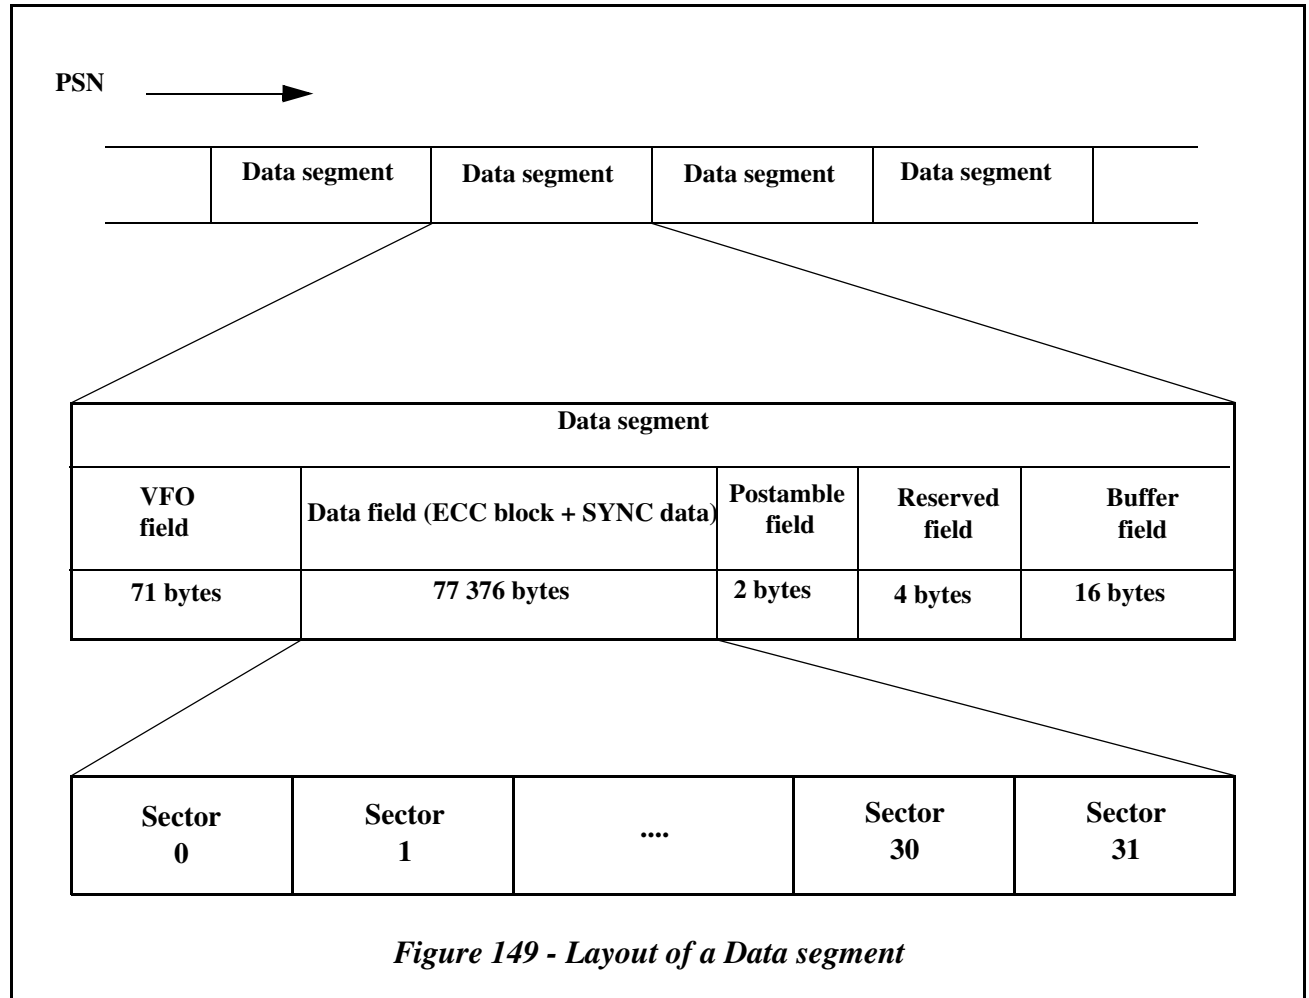 PSN
Data segment
Data segment
Data segment
Data segment
Data segment
VFO
field
Data field (ECC block + SYNC data)
Postamble
field
Reserved
field
Buffer
field
71 bytes
77 376 bytes
2 bytes
4 bytes
16 bytes
Sector
0
Sector
1
....
Sector
30
Sector
31
Figure 149 - Layout of a Data segment